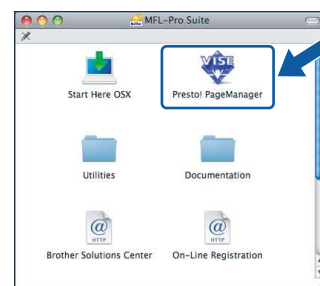 MFL-Pro Suite
VISE
Start Here OSX
Presto! PageManager
Utilities
Documentation
@
HTTP
@
HTTP
Brother Solutions Center
On-Line Registration